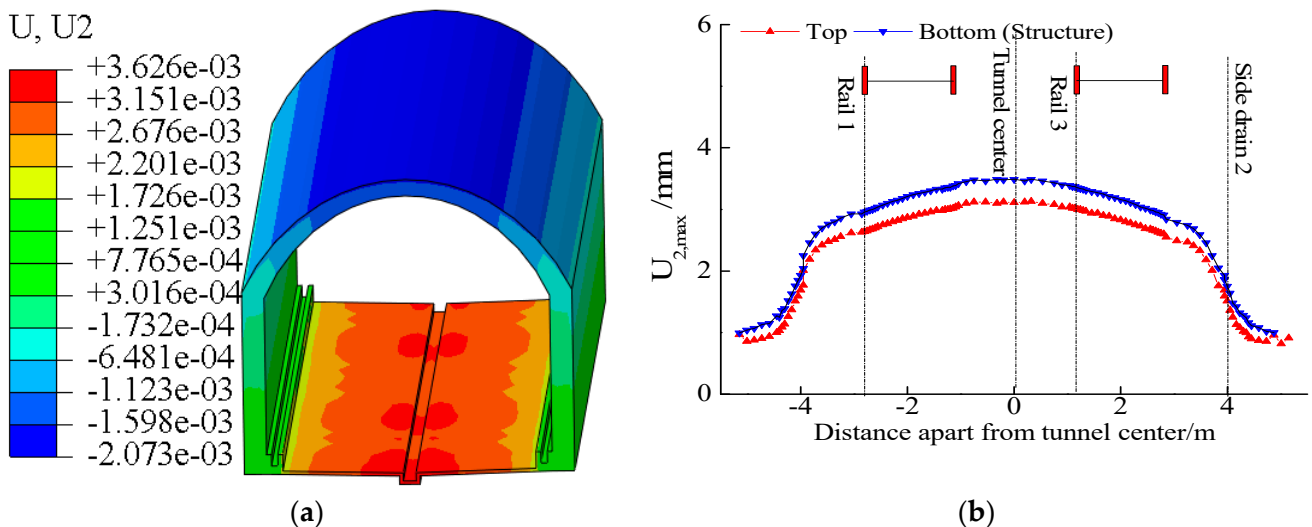 U, U2
+3.626e-03
+3.151e-03
+2.676e-03
+2.201e-03
+1.726e-03
+1.251e-03
+7.765e-04
+3.016e-04
-1.732e-04
-6.481e-04
-1.123e-03
-1.598e-03
-2.073e-03
(a)
Top
Bottom (Structure)
Rail 1
Tunnel center
Rail 3
Side drain 2
U2,max /mm
6
4
2
0
-4
-2
0
2
4
Distance apart from tunnel center/m
(b)